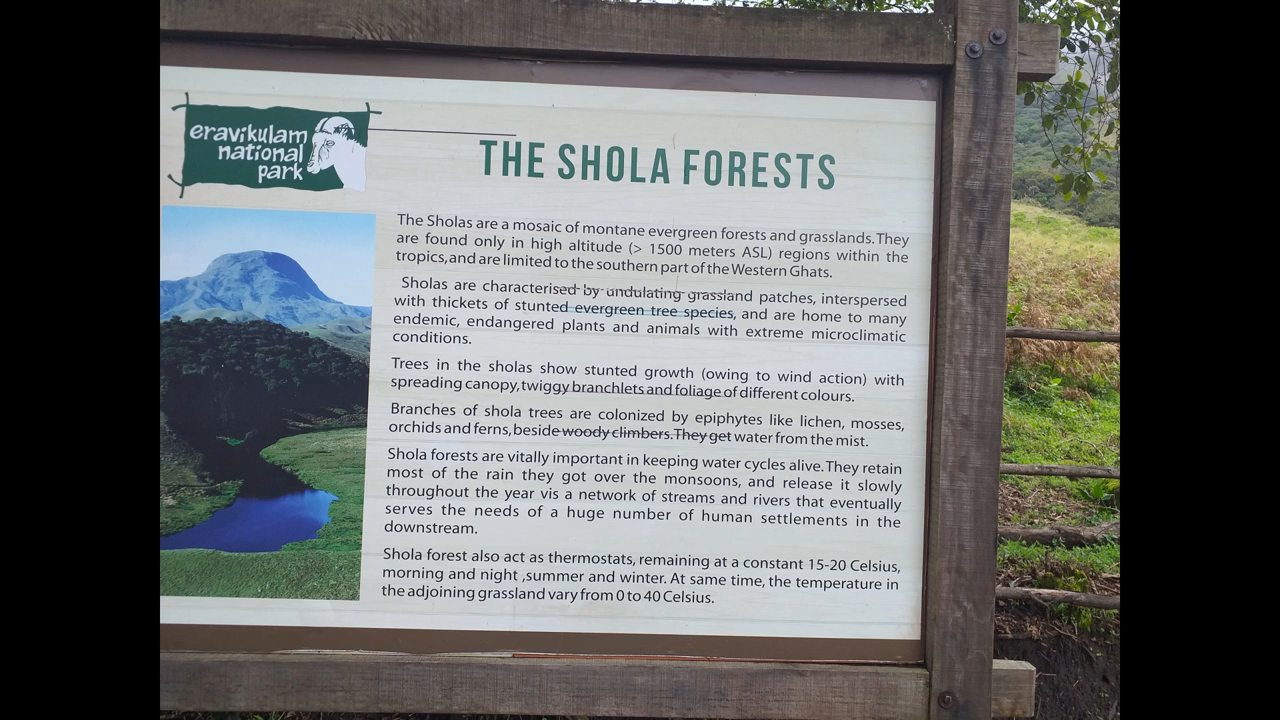 eravikulam
national
park
THE SHOLA FORESTS
The Sholas are a mosaic of montane evergreen forests and grasslands. They
are found only in high altitude (> 1500 meters ASL) regions within the
tropics, and are limited to the southern part of the Western Ghats.
Sholas are characterised by undulating grassland patches, interspersed
with thickets of stunted evergreen tree species, and are home to many
endemic, endangered plants and animals with extreme microclimatic
conditions.
Trees in the sholas show stunted growth (owing to wind action) with
spreading canopy, twiggy branchlets and foliage of different colours.
Branches of shola trees are colonized by epiphytes like lichen, mosses,
orchids and ferns, beside woody climbers. They get water from the mist.
Shola forests are vitally important in keeping water cycles alive. They retain
most of the rain they got over the monsoons, and release it slowly
throughout the year vis a network of streams and rivers that eventually
serves the needs of a huge number of human settlements in the
downstream.
Shola forest also act as thermostats, remaining at a constant 15-20 Celsius,
morning and night ,summer and winter. At same time, the temperature in
the adjoining grassland vary from 0 to 40 Celsius.